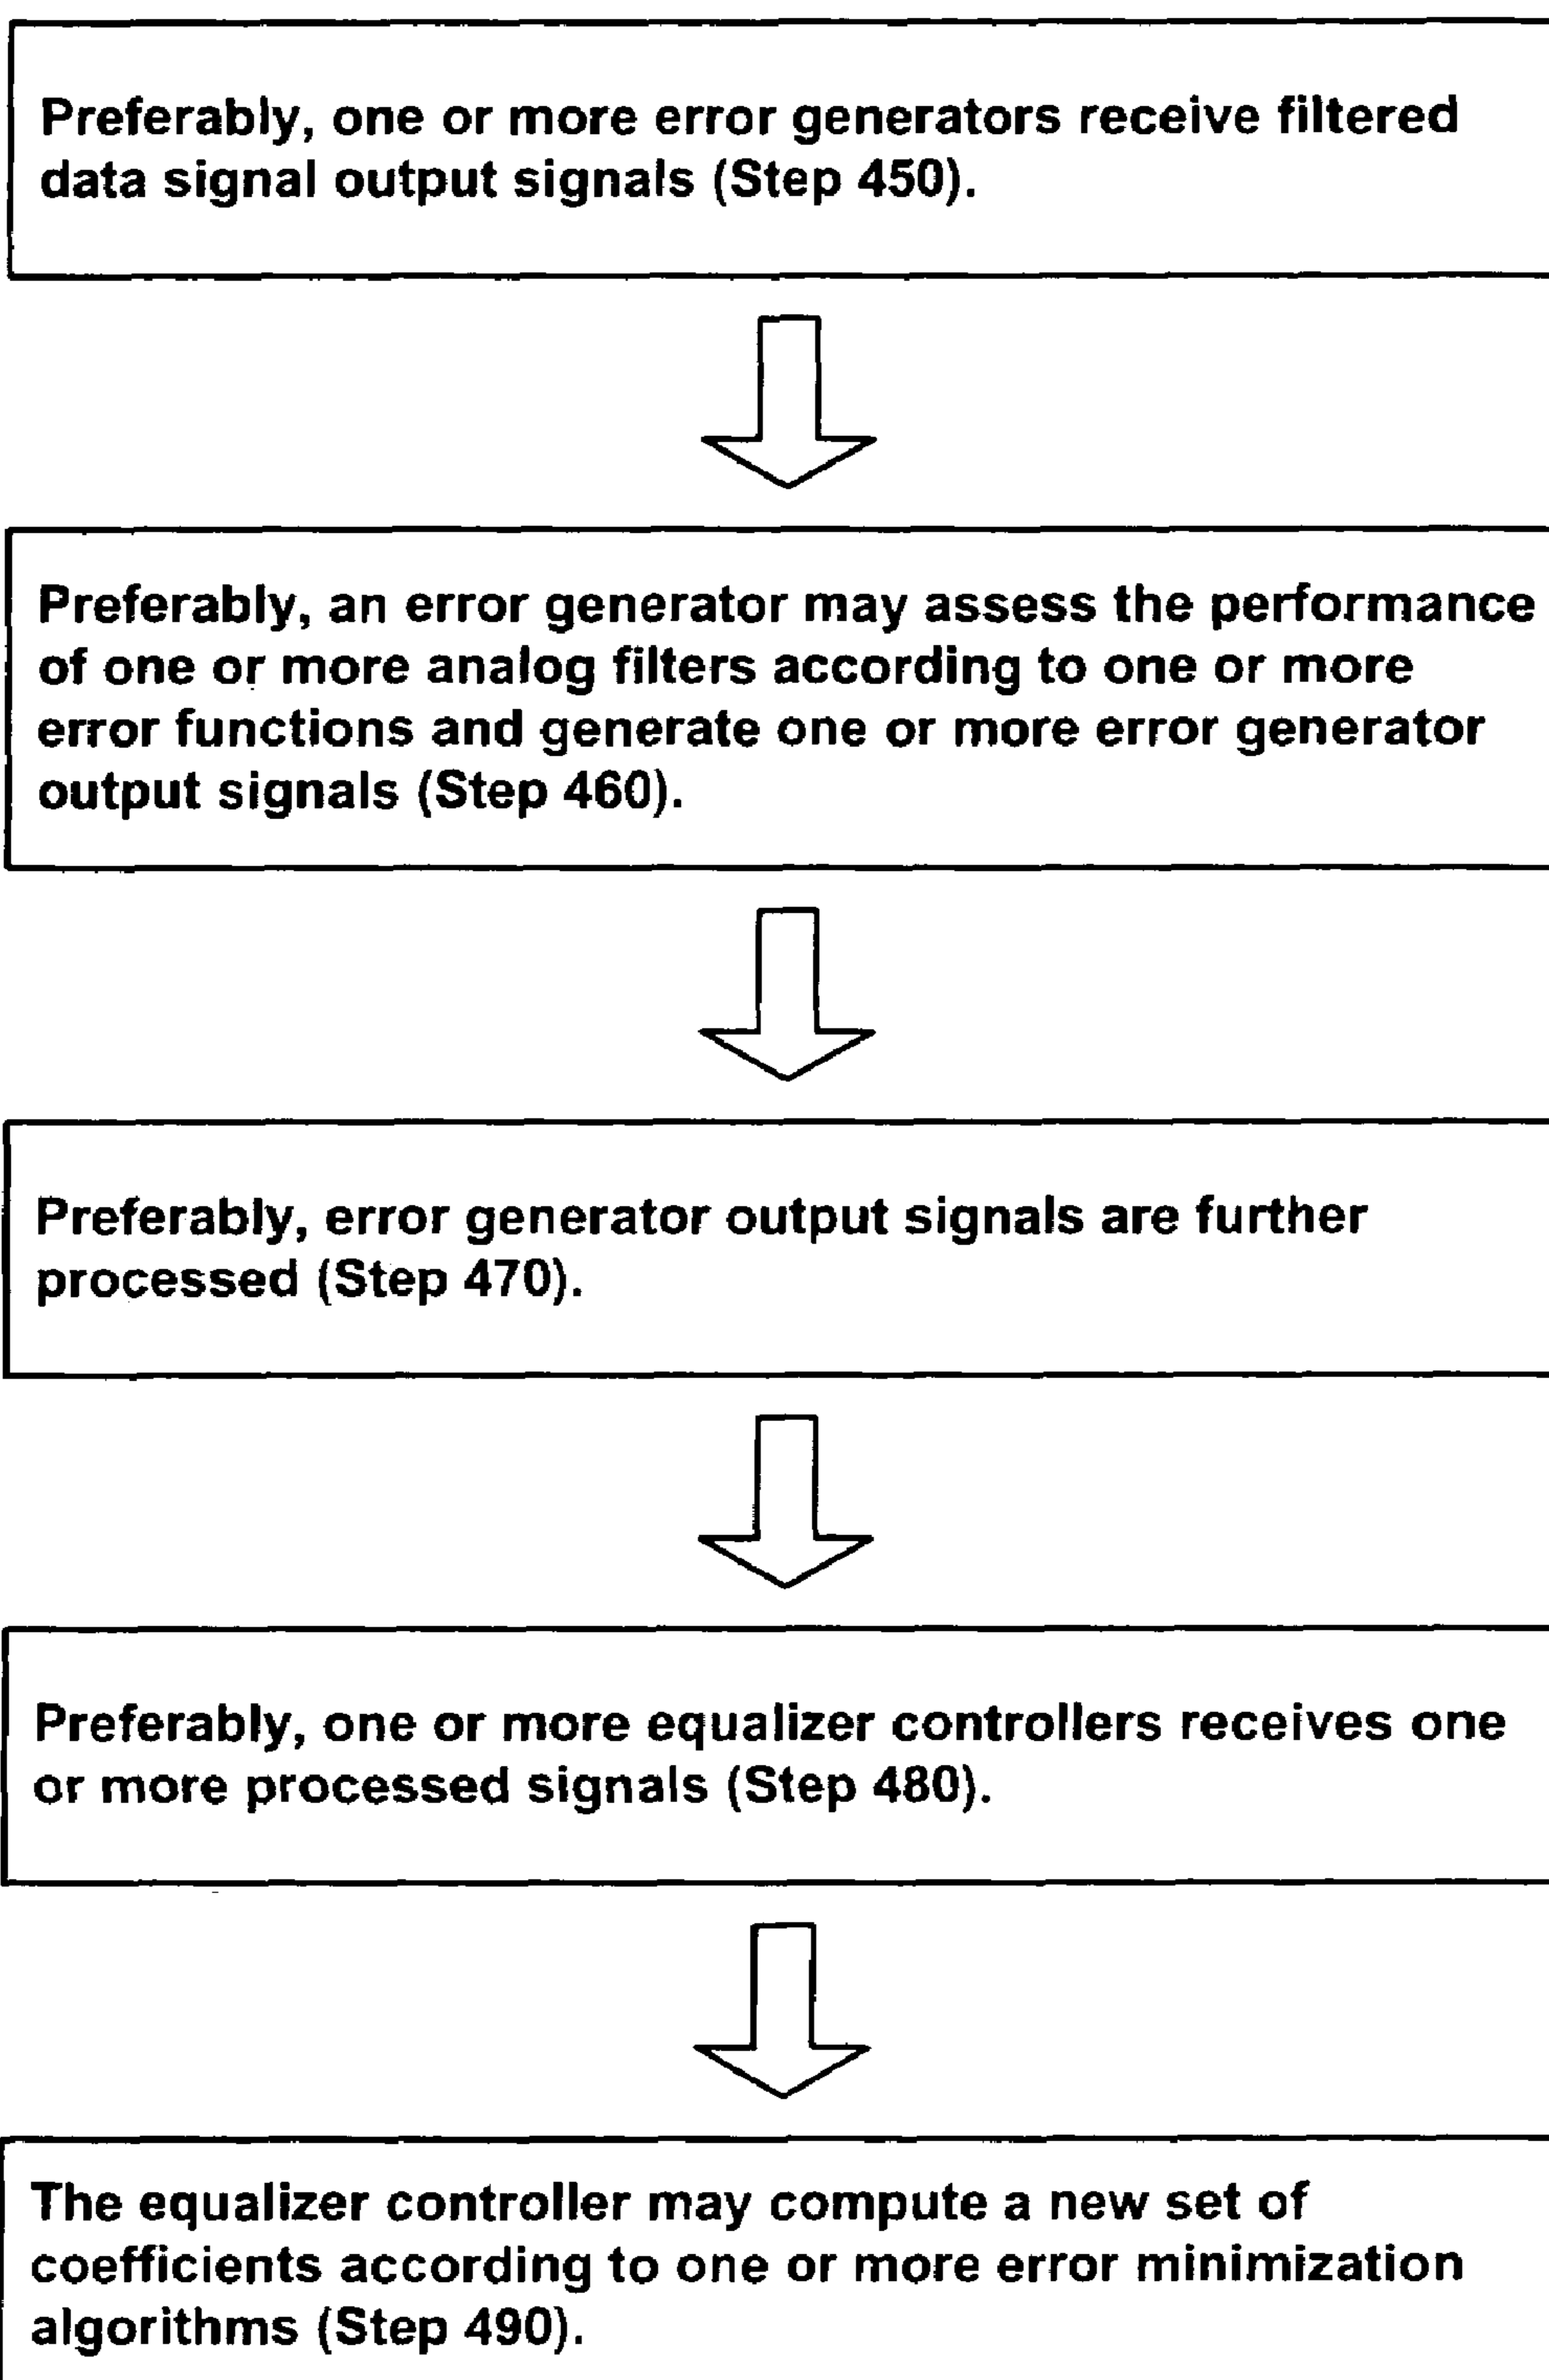 Preferably, one or more error generators receive filtered
data signal output signals (Step 450).
Preferably, an error generator may assess the performance
of one or more analog filters according to one or more
error functions and generate one or more error generator
output signals (Step 460).
Preferably, error generator output signals are further
processed (Step 470).
Preferably, one or more equalizer controllers receives one
or more processed signals (Step 480).
The equalizer controller may compute a new set of
coefficients according to one or more error minimization
algorithms (Step 490).